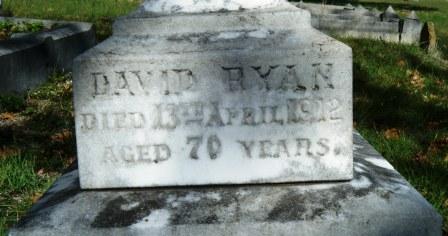 DAVID RYAN
DIED 13TH APRIL, 1912
AGED 70 YEARS.